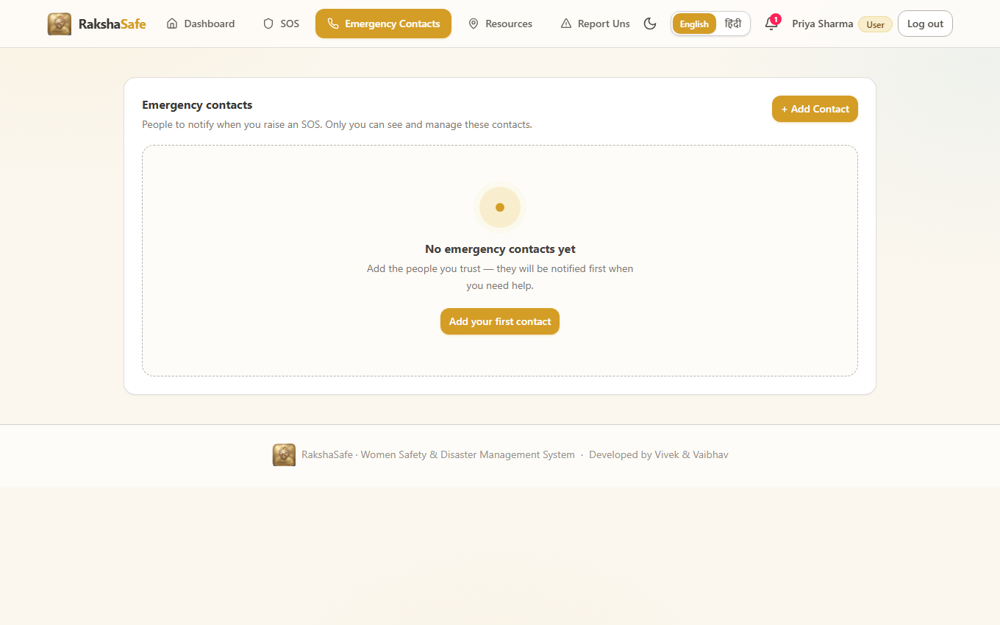 RakshaSafe
Dashboard
SOS
Emergency Contacts
Resources
Report Uns
English
हिंदी
1
Priya Sharma
User
Log out
Emergency contacts
People to notify when you raise an SOS. Only you can see and manage these contacts.
+ Add Contact
No emergency contacts yet
Add the people you trust — they will be notified first when
you need help.
Add your first contact
RakshaSafe · Women Safety & Disaster Management System · Developed by Vivek & Vaibhav